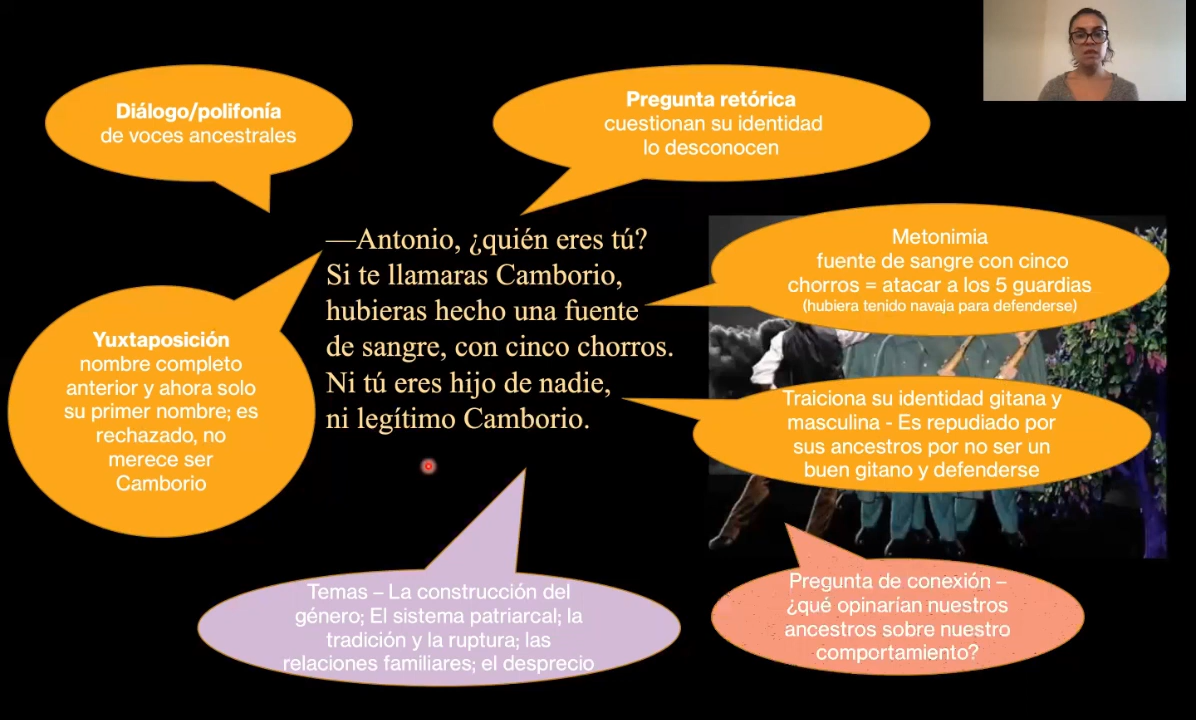 Diálogo/polifonía
de voces ancestrales
Pregunta retórica
cuestionan su identidad
lo desconocen
—Antonio, ¿quién eres tú?
Si te llamaras Camborio,
hubieras hecho una fuente
de sangre, con cinco chorros.
Ni tú eres hijo de nadie,
ni legítimo Camborio.
Metonimia
fuente de sangre con cinco
chorros = atacar a los 5 guardias
(hubiera tenido navaja para defenderse)
Yuxtaposición
nombre completo
anterior y ahora solo
su primer nombre; es
rechazado, no
merece ser
Camborio
Traiciona su identidad gitana y
masculina - Es repudiado por
sus ancestros por no ser un
buen gitano y defenderse
Temas – La construcción del
género; El sistema patriarcal; la
tradición y la ruptura; las
relaciones familiares; el desprecio
Pregunta de conexión –
¿qué opinarían nuestros
ancestros sobre nuestro
comportamiento?